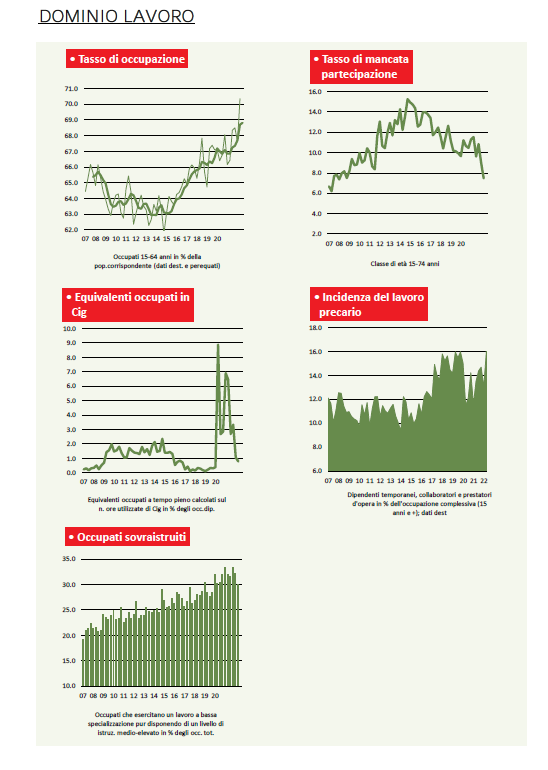 DOMINIO LAVORO
• Tasso di occupazione
71.0
70.0
69.0
68.0
67.0
66.0
65.0
64.0
63.0
62.0
07 08 09 10 11 12 13 14 15 16 17 18 19 20
Occupati 15-64 anni in % della
pop.corrispondente (dati dest. e perequati)
• Tasso di mancata
partecipazione
16.0
14.0
12.0
10.0
8.0
6.0
4.0
2.0
07 08 09 10 11 12 13 14 15 16 17 18 19 20
Classe di età 15-74 anni
• Equivalenti occupati in
Cig
10.0
9.0
8.0
7.0
6.0
5.0
4.0
3.0
2.0
1.0
0.0
07 08 09 10 11 12 13 14 15 16 17 18 19 20
Equivalenti occupati a tempo pieno calcolati sul
n. ore utilizzate di Cig in % degli occ.dip.
• Incidenza del lavoro
precario
18.0
16.0
14.0
12.0
10.0
8.0
6.0
07 08 09 10 11 12 13 14 15 16 17 18 19 20 21 22
Dipendenti temporanei, collaboratori e prestatori
d'opera in % dell'occupazione complessiva (15
anni e +); dati dest
• Occupati sovraistruiti
35.0
30.0
25.0
20.0
15.0
10.0
07 08 09 10 11 12 13 14 15 16 17 18 19 20
Occupati che esercitano un lavoro a bassa
specializzazione pur disponendo di un livello di
istruz. medio-elevato in % degli occ. tot.